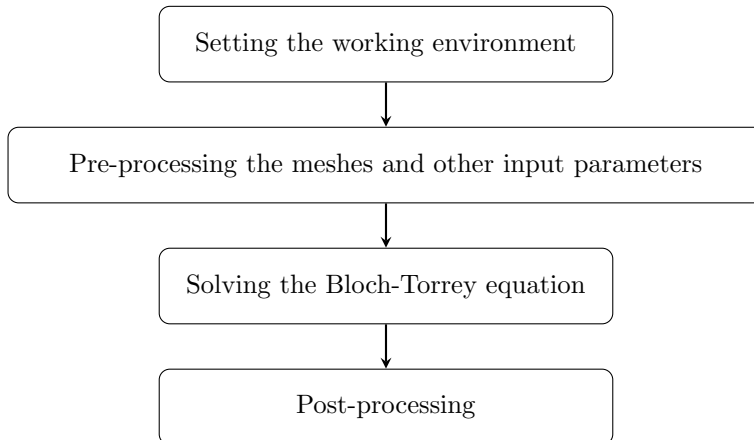 Setting the working environment
Pre-processing the meshes and other input parameters
Solving the Bloch-Torrey equation
Post-processing